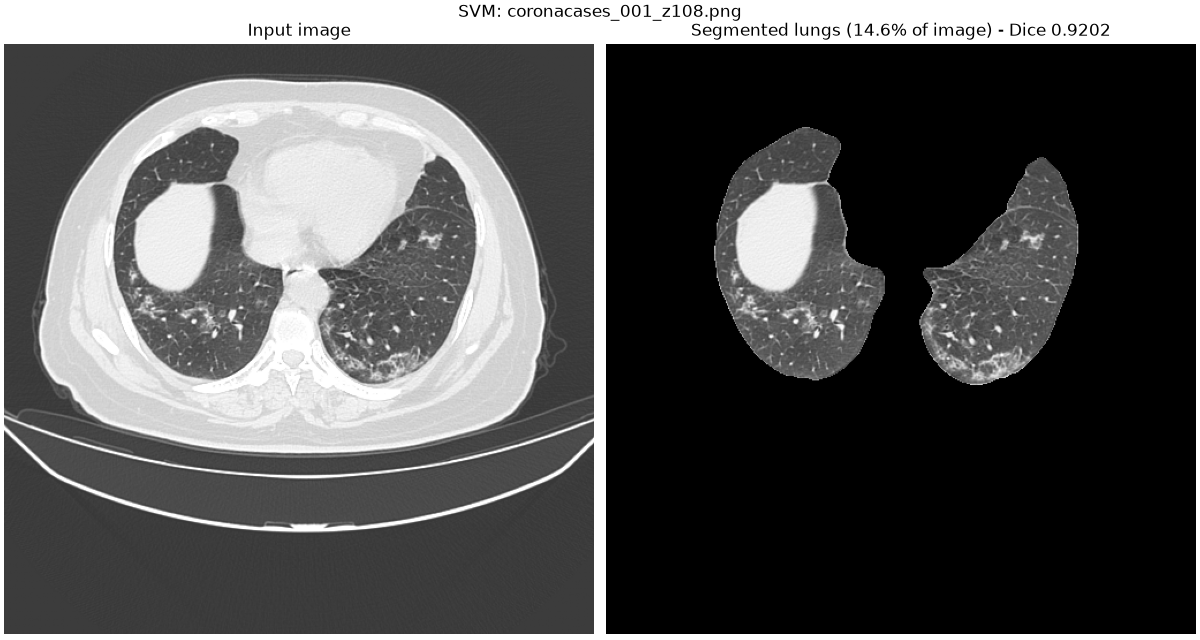 SVM: coronacases_001_z108.png
Input image
Segmented lungs (14.6% of image) - Dice 0.9202